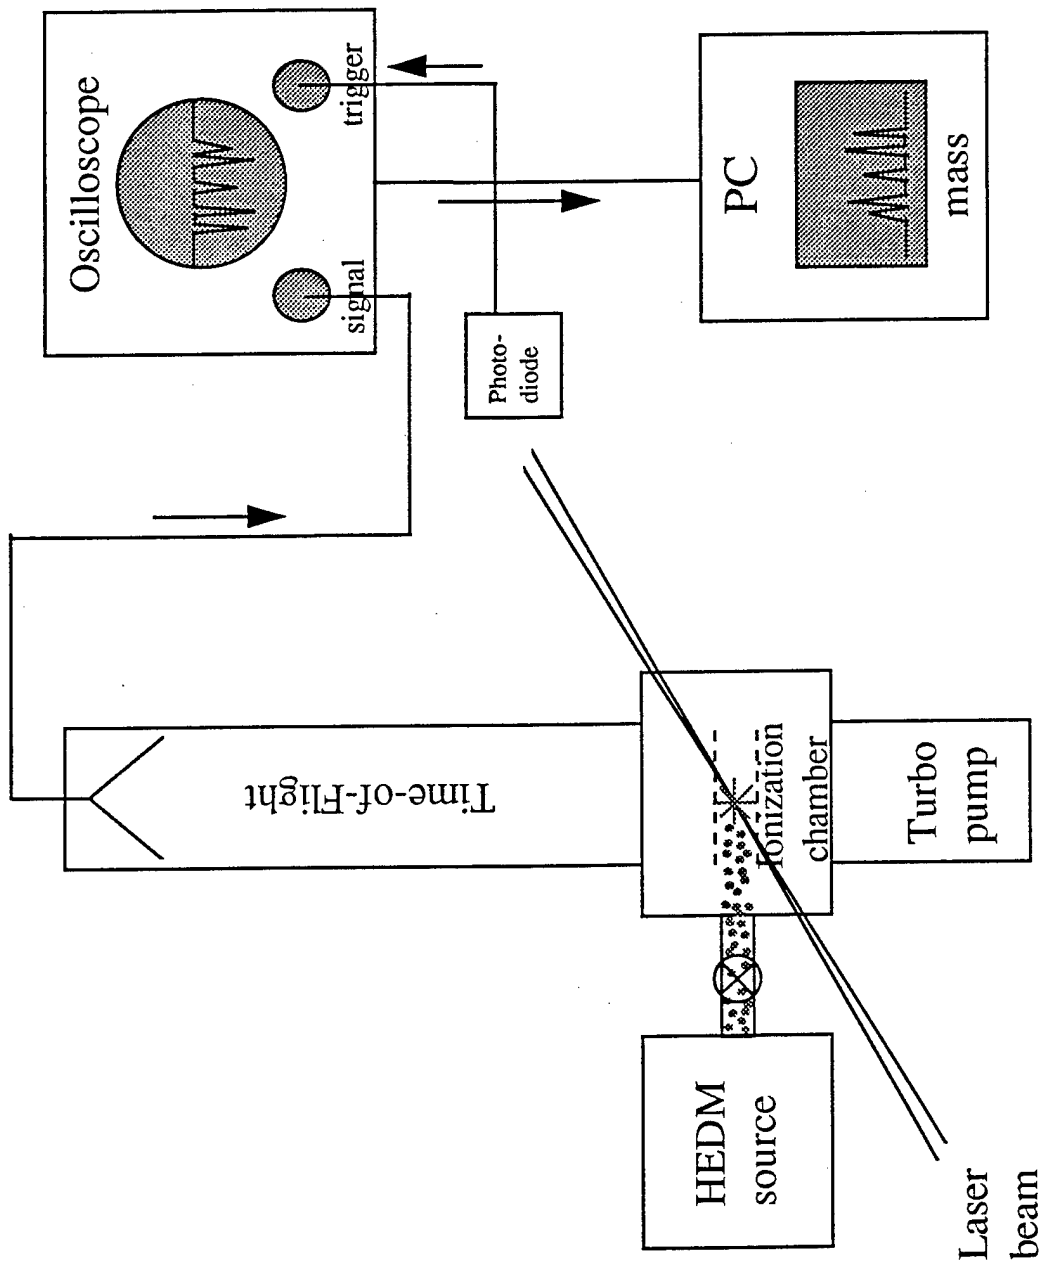 Oscilloscope
signal
trigger
Photo-
diode
PC
mass
Time-of-Flight
Ionization
chamber
Turbo
pump
HEDM
source
Laser
beam